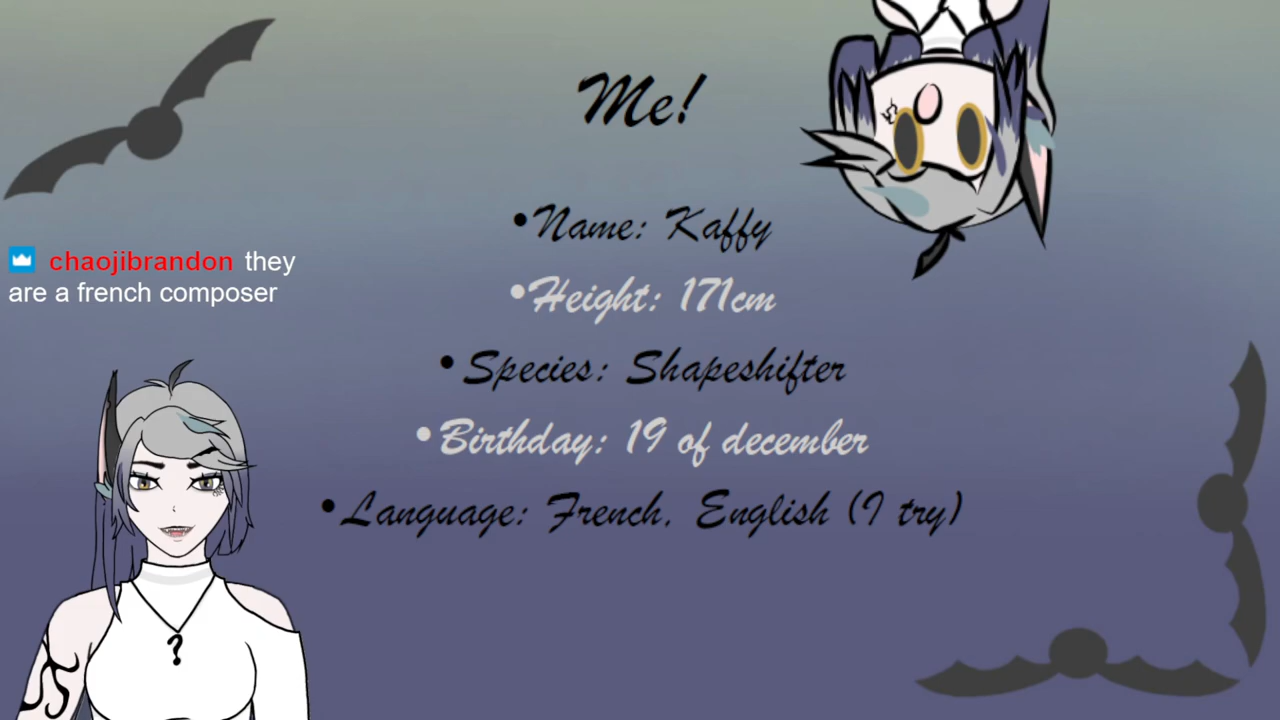 Me!
•Name: Kaffy
•Height: 171cm
•Species: Shapeshifter
•Birthday: 19 of december
•Language: French, English (I try)
chaojibrandon they
are a french composer
?